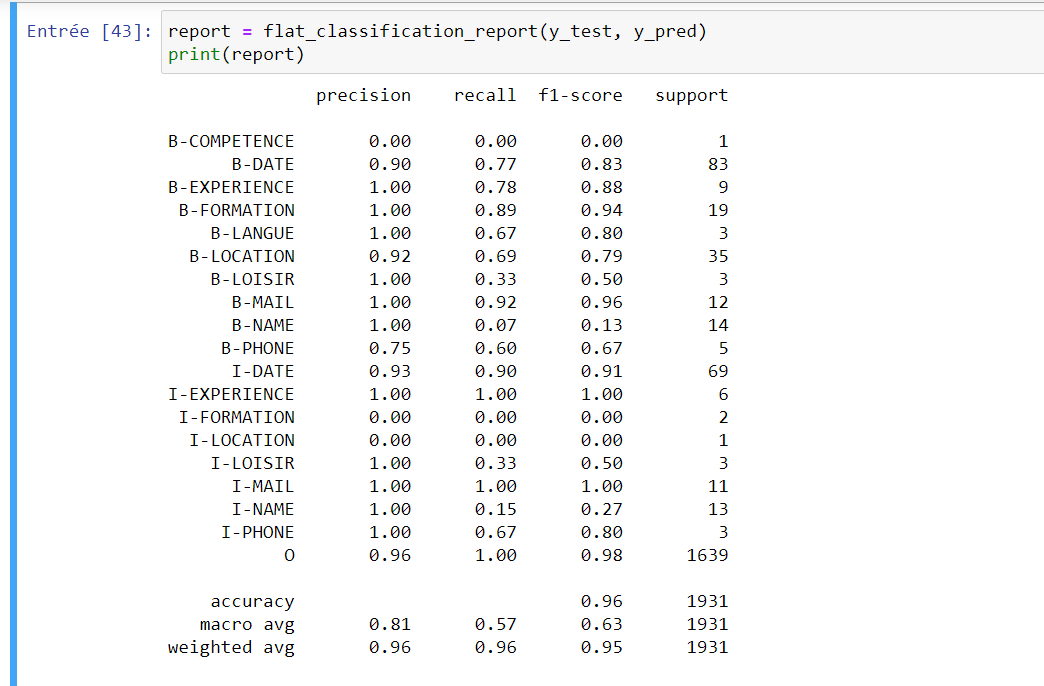 Entrée [43]: report = flat_classification_report(y_test, y_pred)
print(report)
precision recall f1-score support
B-COMPETENCE 0.00 0.00 0.00 1
B-DATE 0.90 0.77 0.83 83
B-EXPERIENCE 1.00 0.78 0.88 9
B-FORMATION 1.00 0.89 0.94 19
B-LANGUE 1.00 0.67 0.80 3
B-LOCATION 0.92 0.69 0.79 35
B-LOISIR 1.00 0.33 0.50 3
B-MAIL 1.00 0.92 0.96 12
B-NAME 1.00 0.07 0.13 14
B-PHONE 0.75 0.60 0.67 5
I-DATE 0.93 0.90 0.91 69
I-EXPERIENCE 1.00 1.00 1.00 6
I-FORMATION 0.00 0.00 0.00 2
I-LOCATION 0.00 0.00 0.00 1
I-LOISIR 1.00 0.33 0.50 3
I-MAIL 1.00 1.00 1.00 11
I-NAME 1.00 0.15 0.27 13
I-PHONE 1.00 0.67 0.80 3
O 0.96 1.00 0.98 1639
accuracy 0.96 1931
macro avg 0.81 0.57 0.63 1931
weighted avg 0.96 0.96 0.95 1931